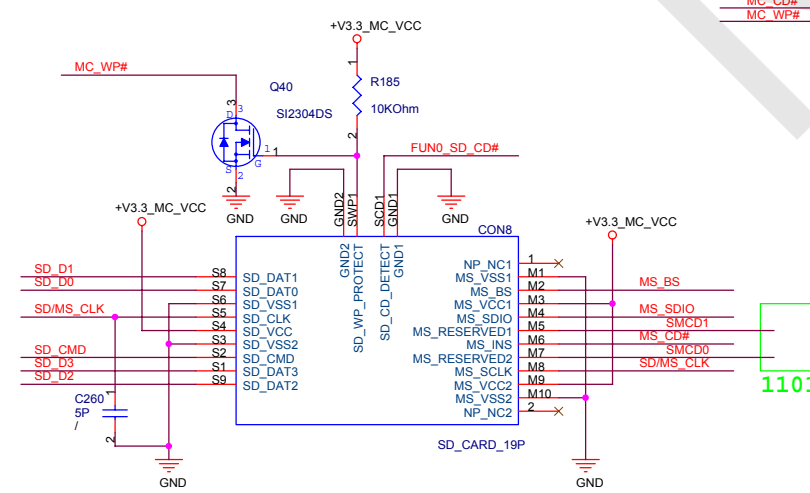 MC_CD#
MC_WP#
+V3.3_MC_VCC
MC_WP#
Q40
SI2304DS
R185
10KOhm
1
2
3
D
3
G
1
1
S
2
2
FUN0_SD_CD#
GND
GND
GND
GND2
SWP1
SCD1
GND1
+V3.3_MC_VCC
+V3.3_MC_VCC
CON8
GND2
SD_WP_PROTECT
SD_CD_DETECT
GND1
SD_D1 S8 SD_DAT1
SD_D0 S7 SD_DAT0
S6 SD_VSS1
SD/MS_CLK S5 SD_CLK
S4 SD_VCC
S3 SD_VSS2
SD_CMD S2 SD_CMD
SD_D3 S1 SD_DAT3
SD_D2 S9 SD_DAT2
NP_NC1 1
MS_VSS1 M1
MS_BS M2 MS_BS
MS_VCC1 M3
MS_SDIO M4 MS_SDIO
MS_RESERVED1 M5 SMCD1
MS_INS M6 MS_CD#
MS_RESERVED2 M7 SMCD0
MS_SCLK M8 SD/MS_CLK
MS_VCC2 M9
MS_VSS2 M10
NP_NC2 2
1101
C260
5P
/
1
2
SD_CARD_19P
GND
GND